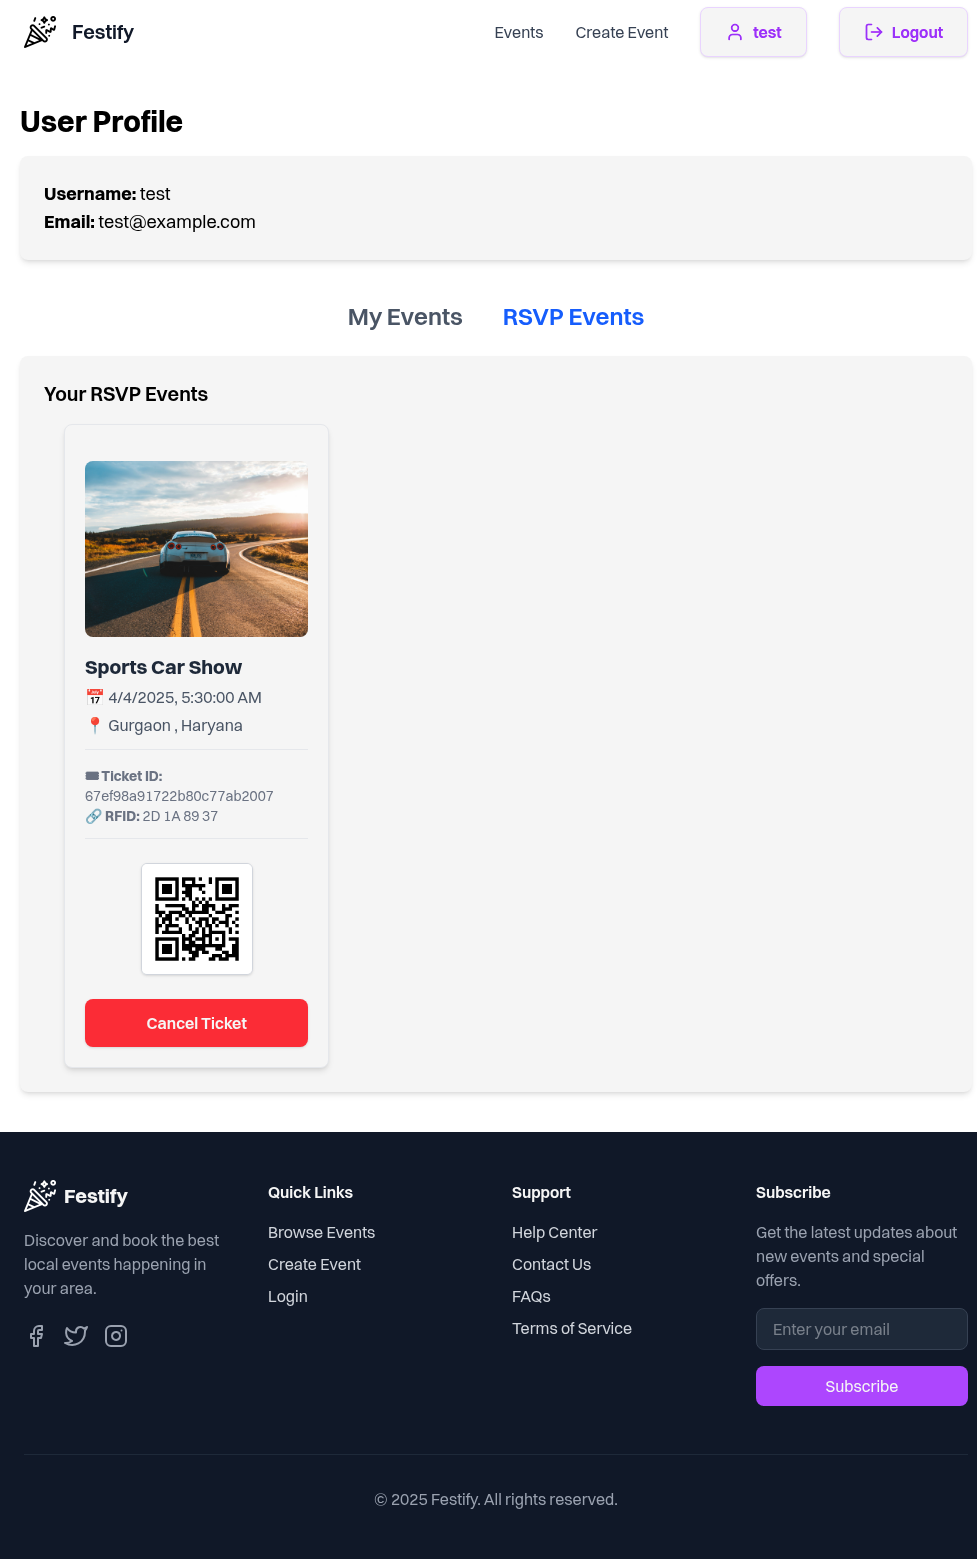 Festify
Events
Create Event
test
Logout
User Profile
Username: test
Email: test@example.com
My Events
RSVP Events
Your RSVP Events
Sports Car Show
📅 4/4/2025, 5:30:00 AM
📍 Gurgaon , Haryana
🎟 Ticket ID:
67ef98a91722b80c77ab2007
🔗 RFID: 2D 1A 89 37
Cancel Ticket
Festify
Discover and book the best
local events happening in
your area.
Quick Links
Browse Events
Create Event
Login
Support
Help Center
Contact Us
FAQs
Terms of Service
Subscribe
Get the latest updates about
new events and special
offers.
Enter your email
Subscribe
© 2025 Festify. All rights reserved.